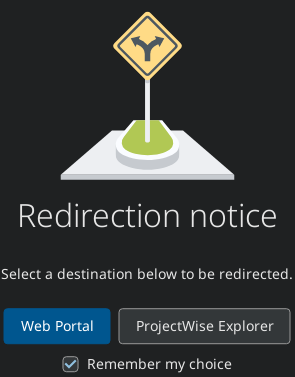 Redirection notice
Select a destination below to be redirected.
Web Portal
ProjectWise Explorer
Remember my choice